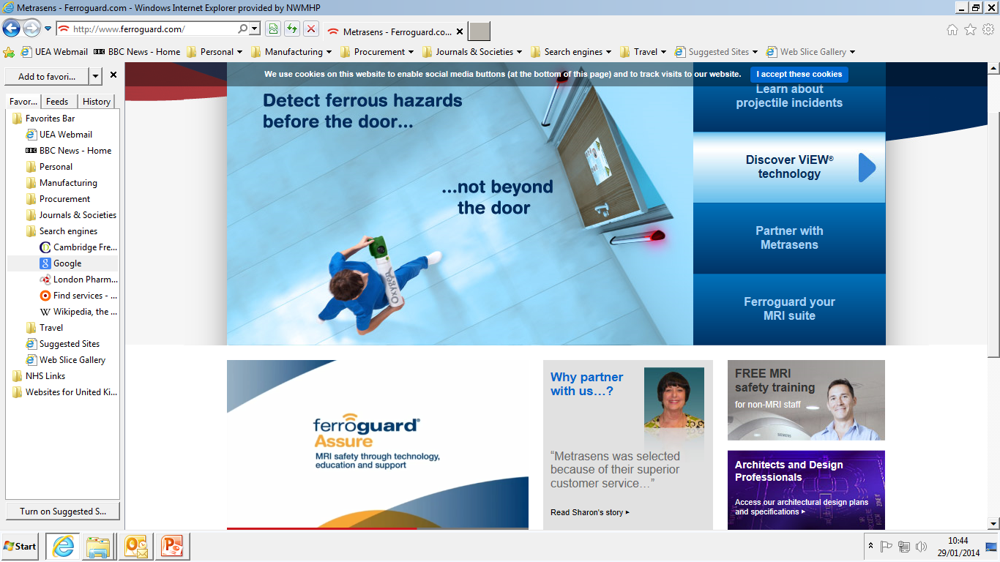 Metrasens - Ferroguard.com - Windows Internet Explorer provided by NWMHP
http://www.ferroguard.com/
Metrasens - Ferroguard.co...
UEA Webmail
BBC News - Home
Personal
Manufacturing
Procurement
Journals & Societies
Search engines
Travel
Suggested Sites
Web Slice Gallery
Add to favori...
Favor...
Feeds
History
Favorites Bar
UEA Webmail
BBC News - Home
Personal
Manufacturing
Procurement
Journals & Societies
Search engines
Cambridge Fre...
Google
London Pharm...
Find services - ...
Wikipedia, the ...
Travel
Suggested Sites
Web Slice Gallery
NHS Links
Websites for United Ki...
Turn on Suggested S...
We use cookies on this website to enable social media buttons (at the bottom of this page) and to track visits to our website.
I accept these cookies
Detect ferrous hazards
before the door...
...not beyond
the door
Oxygen
Learn about
projectile incidents
Discover ViEW®
technology
Partner with
Metrasens
Ferroguard your
MRI suite
ferroguard®
Assure
MRI safety through technology,
education and support
Why partner
with us…?
“Metrasens was selected
because of their superior
customer service…”
Read Sharon's story
FREE MRI
safety training
for non-MRI staff
SIEMENS
Architects and Design
Professionals
Access our architectural design plans
and specifications
Start
10:44
29/01/2014